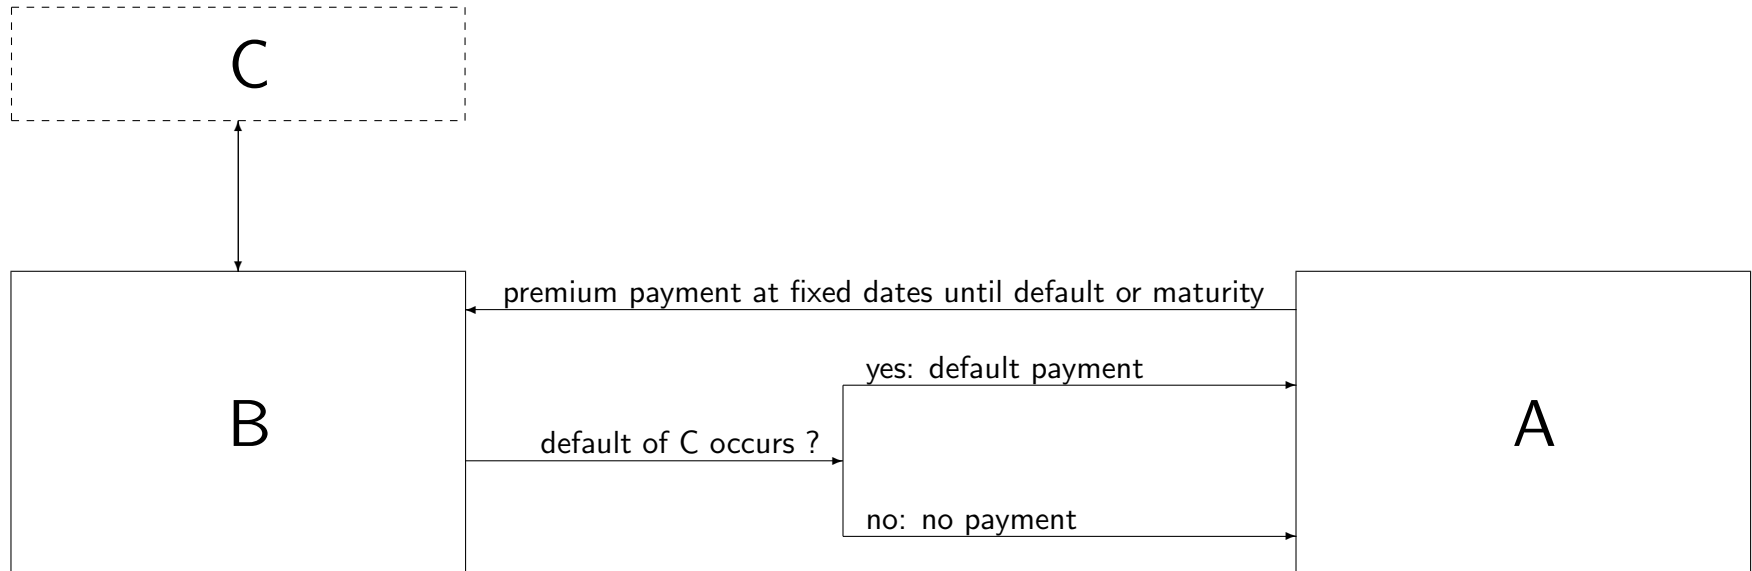 C
premium payment at fixed dates until default or maturity
yes: default payment
B
A
default of C occurs ?
no: no payment